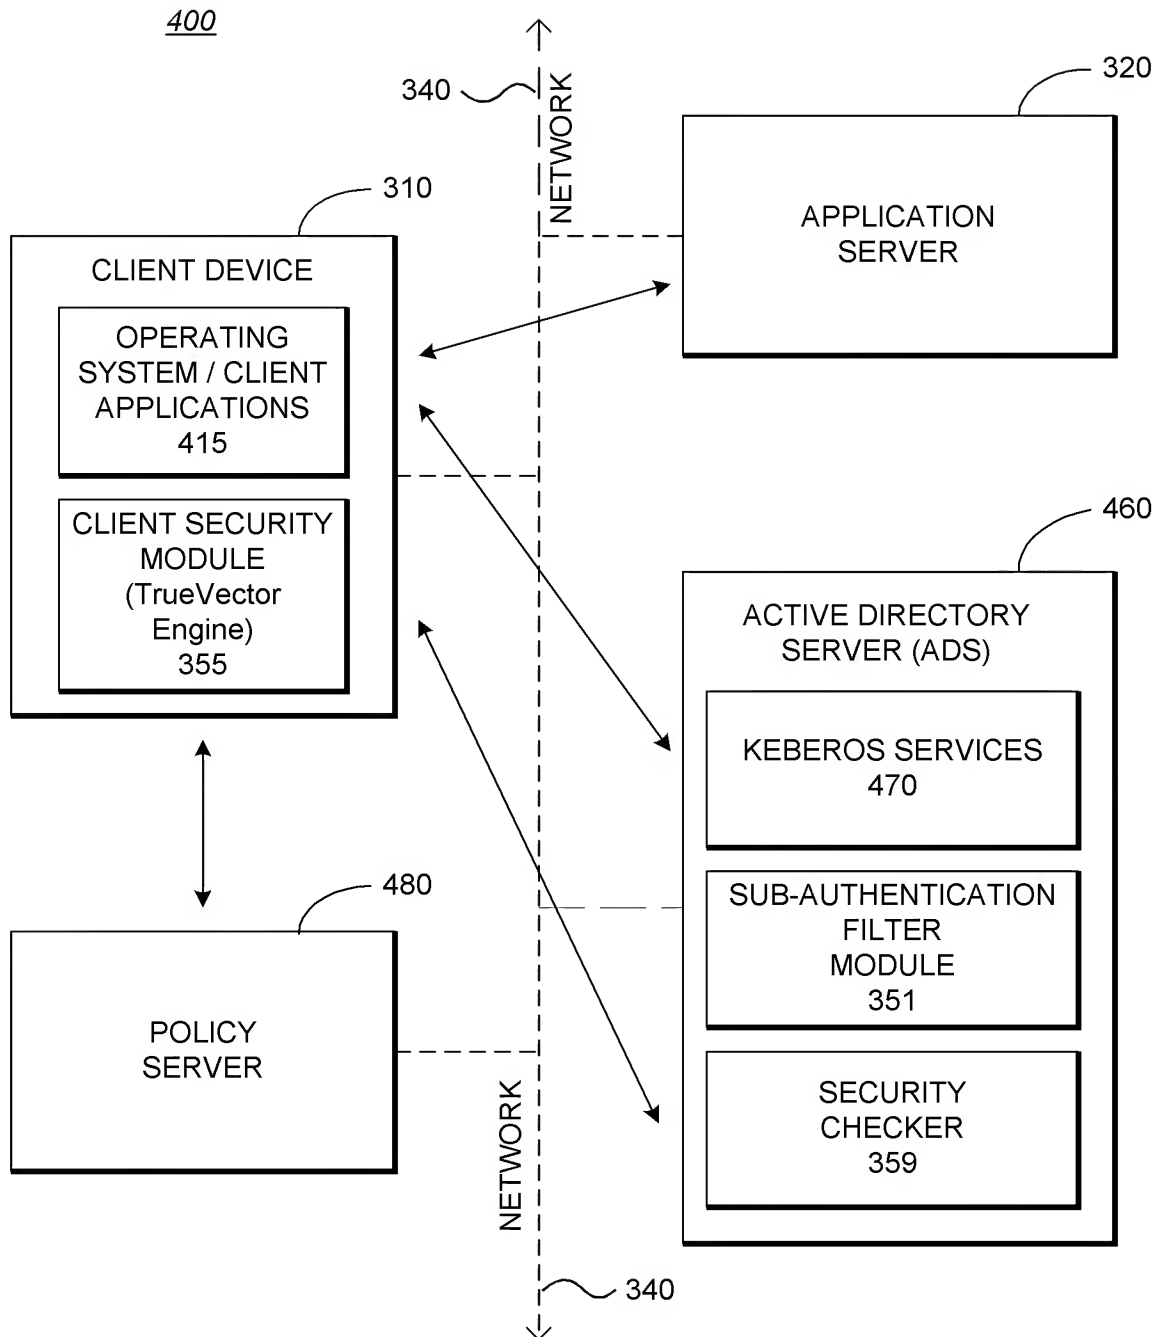 400
340
NETWORK
320
APPLICATION
SERVER
310
CLIENT DEVICE
OPERATING
SYSTEM / CLIENT
APPLICATIONS
415
CLIENT SECURITY
MODULE
(TrueVector
Engine)
355
460
ACTIVE DIRECTORY
SERVER (ADS)
KEBEROS SERVICES
470
SUB-AUTHENTICATION
FILTER
MODULE
351
SECURITY
CHECKER
359
480
POLICY
SERVER
NETWORK
340